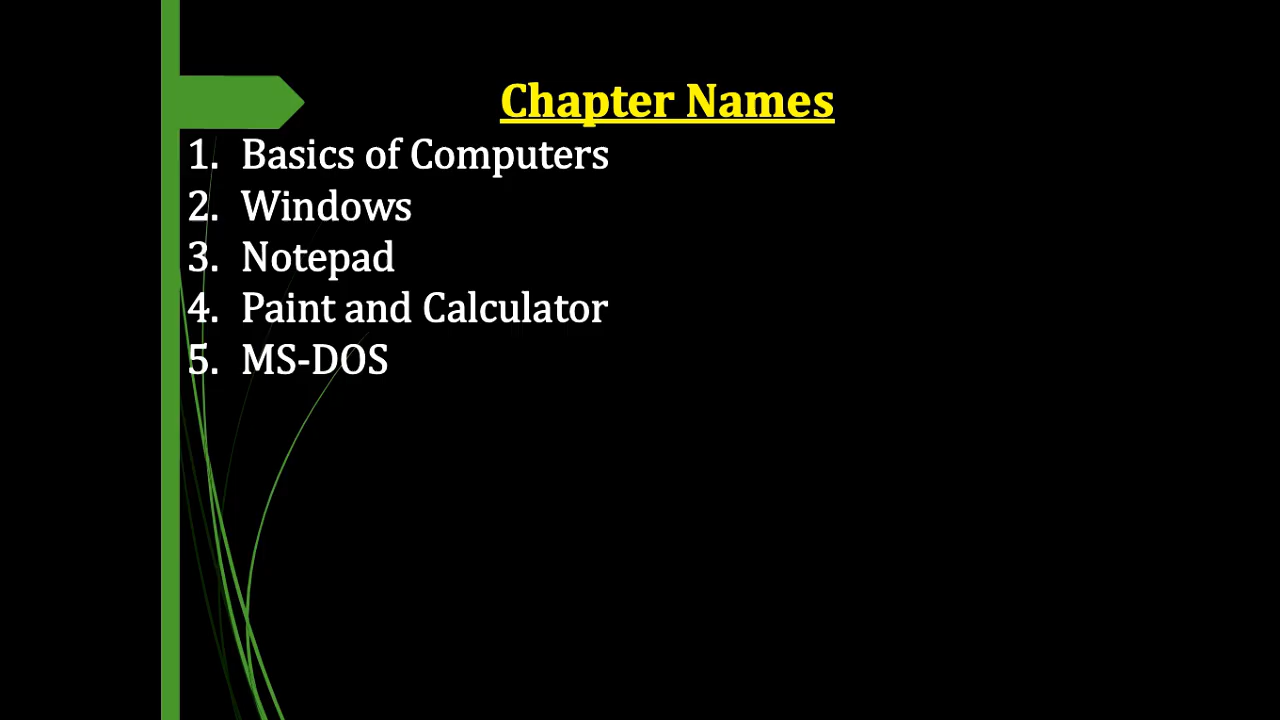 Chapter Names
1. Basics of Computers
2. Windows
3. Notepad
4. Paint and Calculator
5. MS-DOS